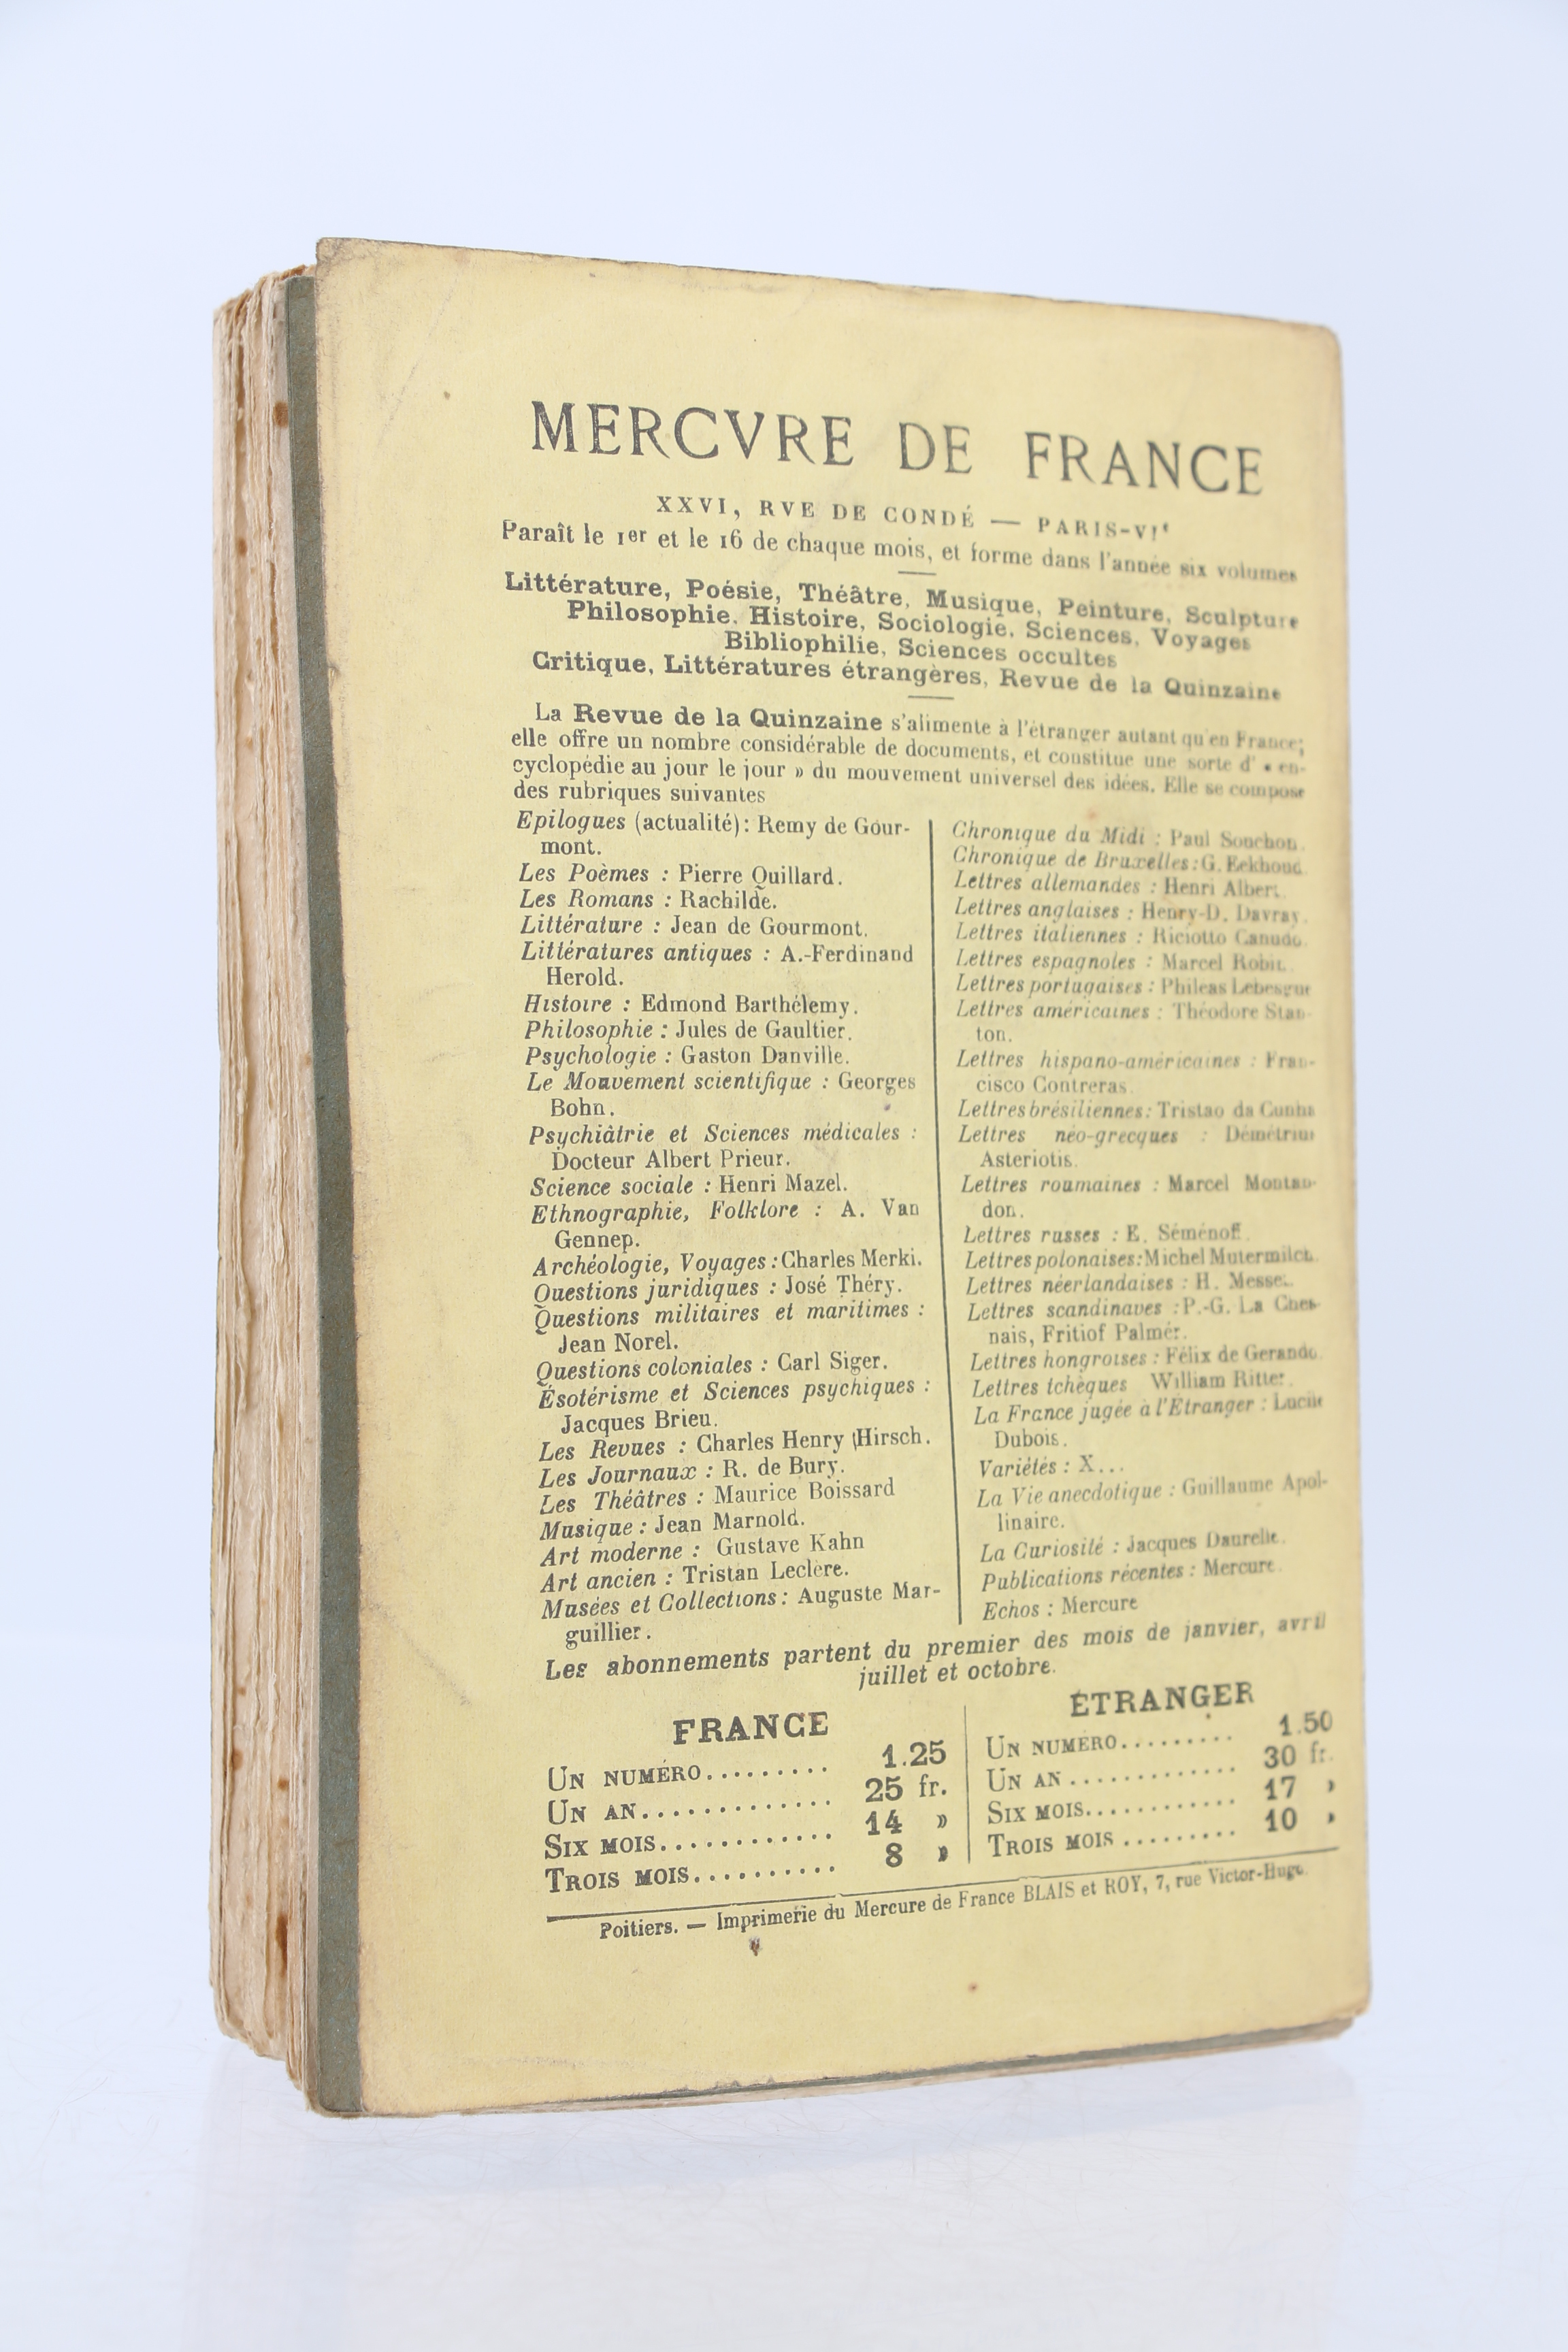 MERCVRE DE FRANCE
XXVI, RVE DE CONDÉ — PARIS-VIe
Paraît le 1er et le 16 de chaque mois, et forme dans l'année six volumes
Littérature, Poésie, Théâtre, Musique, Peinture, Sculpture
Philosophie, Histoire, Sociologie, Sciences, Voyages
Bibliophilie, Sciences occultes
Critique, Littératures étrangères, Revue de la Quinzaine
La Revue de la Quinzaine s'alimente à l'étranger autant qu'en France;
elle offre un nombre considérable de documents, et constitue une sorte d' « en-
cyclopédie au jour le jour » du mouvement universel des idées. Elle se compose
des rubriques suivantes
Epilogues (actualité): Remy de Gour-
mont.
Les Poèmes : Pierre Quillard.
Les Romans : Rachilde.
Littérature : Jean de Gourmont.
Littératures antiques : A.-Ferdinand
Herold.
Histoire : Edmond Barthélemy.
Philosophie : Jules de Gaultier.
Psychologie : Gaston Danville.
Le Mouvement scientifique : Georges
Bohn.
Psychiâtrie et Sciences médicales :
Docteur Albert Prieur.
Science sociale : Henri Mazel.
Ethnographie, Folklore : A. Van
Gennep.
Archéologie, Voyages : Charles Merki.
Questions juridiques : José Théry.
Questions militaires et maritimes :
Jean Norel.
Questions coloniales : Carl Siger.
Ésotérisme et Sciences psychiques :
Jacques Brieu.
Les Revues : Charles Henry Hirsch.
Les Journaux : R. de Bury.
Les Théâtres : Maurice Boissard
Musique : Jean Marnold.
Art moderne : Gustave Kahn
Art ancien : Tristan Leclère.
Musées et Collections : Auguste Mar-
guillier.
Chronique du Midi : Paul Souchon.
Chronique de Bruxelles : G. Eekhoud.
Lettres allemandes : Henri Albert.
Lettres anglaises : Henry-D. Davray.
Lettres italiennes : Riciotto Canudo.
Lettres espagnoles : Marcel Robin.
Lettres portugaises : Philéas Lebesgue
Lettres américaines : Théodore Stan-
ton.
Lettres hispano-américaines : Fran-
cisco Contreras.
Lettres brésiliennes : Tristao da Cunha
Lettres néo-grecques : Démétrius
Asteriotis.
Lettres roumaines : Marcel Montan-
don.
Lettres russes : E. Séménoff.
Lettres polonaises : Michel Mutermilch.
Lettres néerlandaises : H. Messet.
Lettres scandinaves : P.-G. La Ches-
nais, Fritiof Palmér.
Lettres hongroises : Félix de Gerando.
Lettres tchèques William Ritter.
La France jugée à l'Étranger : Lucile
Dubois.
Variétés : X...
La Vie anecdotique : Guillaume Apol-
linaire.
La Curiosité : Jacques Daurelle.
Publications récentes : Mercure.
Echos : Mercure
Les abonnements partent du premier des mois de janvier, avril
juillet et octobre.
FRANCE
UN NUMÉRO......... 1.25
UN AN............. 25 fr.
SIX MOIS............ 14 »
TROIS MOIS.......... 8 »
ÉTRANGER
UN NUMÉRO......... 1.50
UN AN............. 30 fr.
SIX MOIS............ 17 »
TROIS MOIS......... 10 »
Poitiers. — Imprimerie du Mercure de France BLAIS et ROY, 7, rue Victor-Hugo.